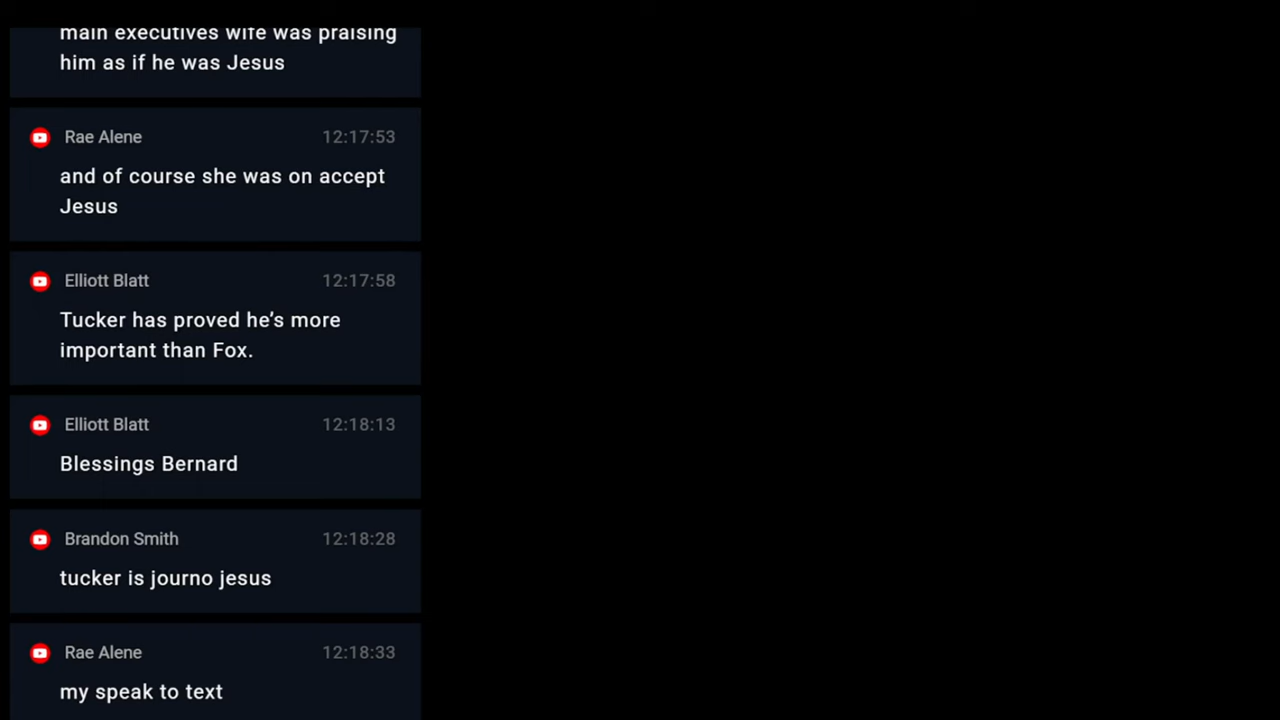 main executives wife was praising
him as if he was Jesus
Rae Alene 12:17:53
and of course she was on accept
Jesus
Elliott Blatt 12:17:58
Tucker has proved he’s more
important than Fox.
Elliott Blatt 12:18:13
Blessings Bernard
Brandon Smith 12:18:28
tucker is journo jesus
Rae Alene 12:18:33
my speak to text